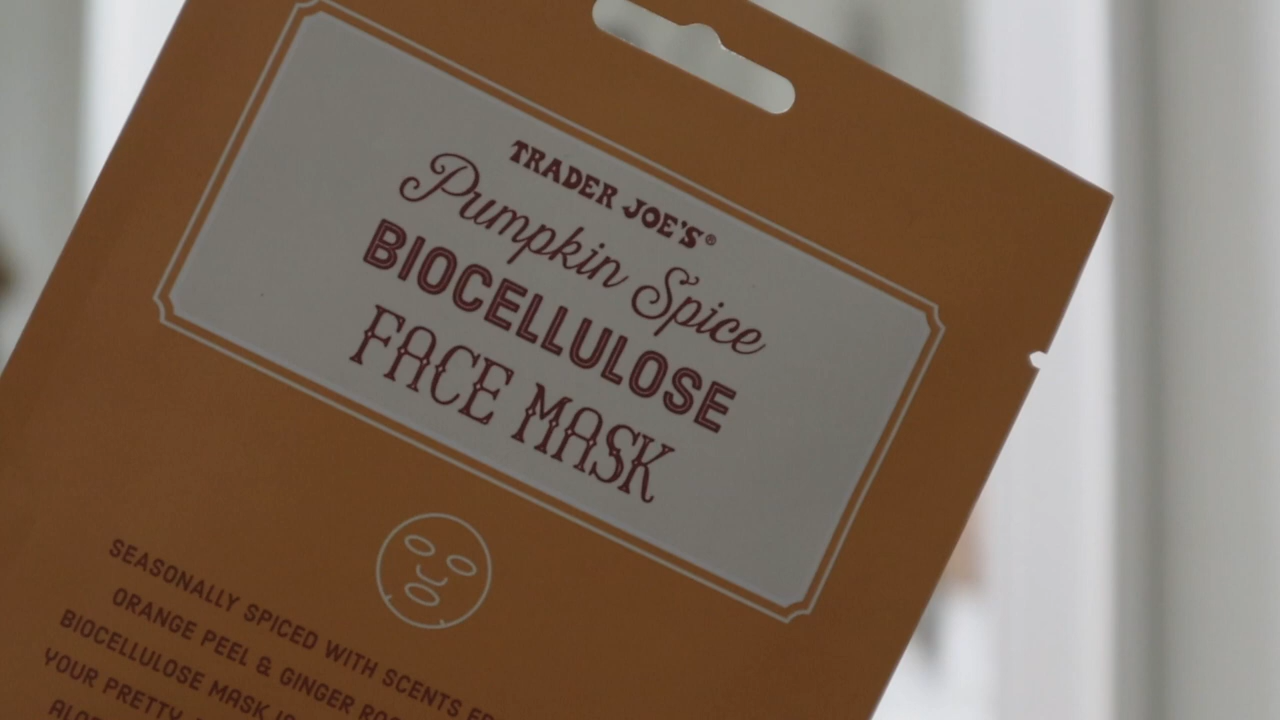 TRADER JOE'S®
Pumpkin Spice
BIOCELLULOSE
FACE MASK
SEASONALLY SPICED WITH SCENTS
ORANGE PEEL & GINGER
BIOCELLULOSE MASK
YOUR PRETTY